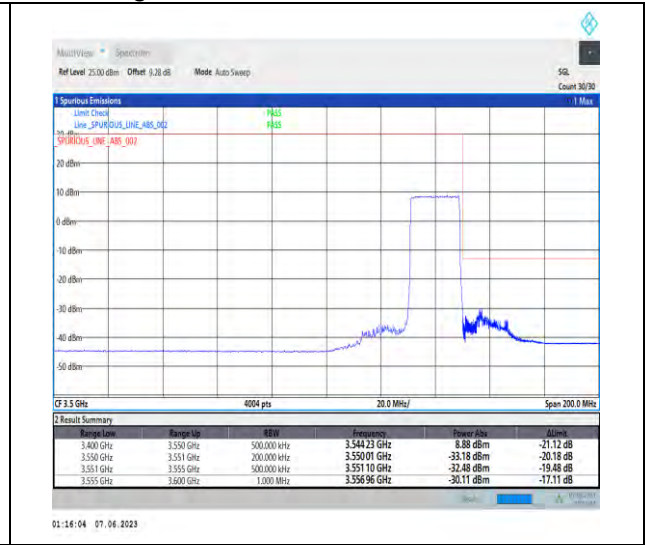 MultiView Spectrum
Ref Level 25.00 dBm Offset 9.28 dB Mode Auto Sweep SGL
Count 30/30
1 Spurious Emissions 1 Max
Limit Check PASS
Line _SPURIOUS_LINE_ABS_002 PASS
30 dBm
_SPURIOUS_LINE_ABS_002
20 dBm
10 dBm
0 dBm
-10 dBm
-20 dBm
-30 dBm
-40 dBm
-50 dBm
CF 3.5 GHz 4004 pts 20.0 MHz/ Span 200.0 MHz
2 Result Summary
Range Low Range Up RBW Frequency Power Abs ΔLimit
3.400 GHz 3.550 GHz 500.000 kHz 3.544 23 GHz 8.88 dBm -21.12 dB
3.550 GHz 3.551 GHz 200.000 kHz 3.550 01 GHz -33.18 dBm -20.18 dB
3.551 GHz 3.555 GHz 500.000 kHz 3.551 10 GHz -32.48 dBm -19.48 dB
3.555 GHz 3.600 GHz 1.000 MHz 3.556 96 GHz -30.11 dBm -17.11 dB
01:16:04 07.06.2023